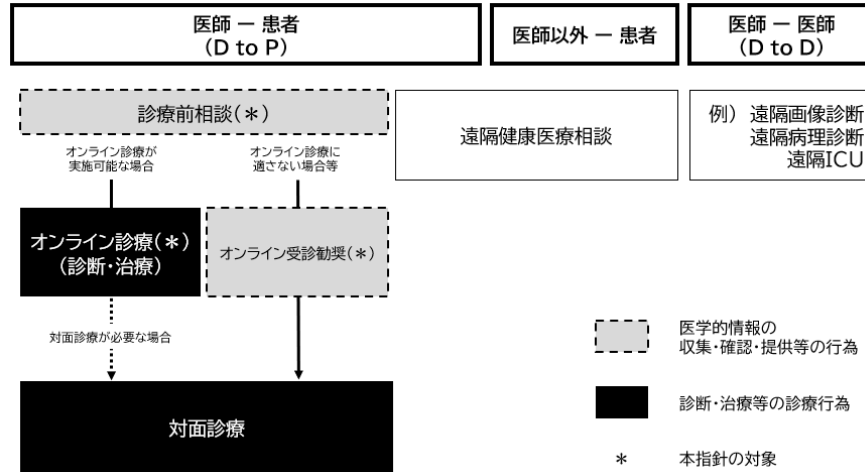 医師 ー 患者
(D to P)
医師以外 ー 患者
医師 ー 医師
(D to D)
診療前相談(＊)
オンライン診療が
実施可能な場合
オンライン診療に
適さない場合等
遠隔健康医療相談
例） 遠隔画像診断
遠隔病理診断
遠隔ICU
オンライン診療(＊)
(診断・治療)
オンライン受診勧奨(＊)
対面診療が必要な場合
対面診療
医学的情報の
収集・確認・提供等の行為
診断・治療等の診療行為
＊ 本指針の対象